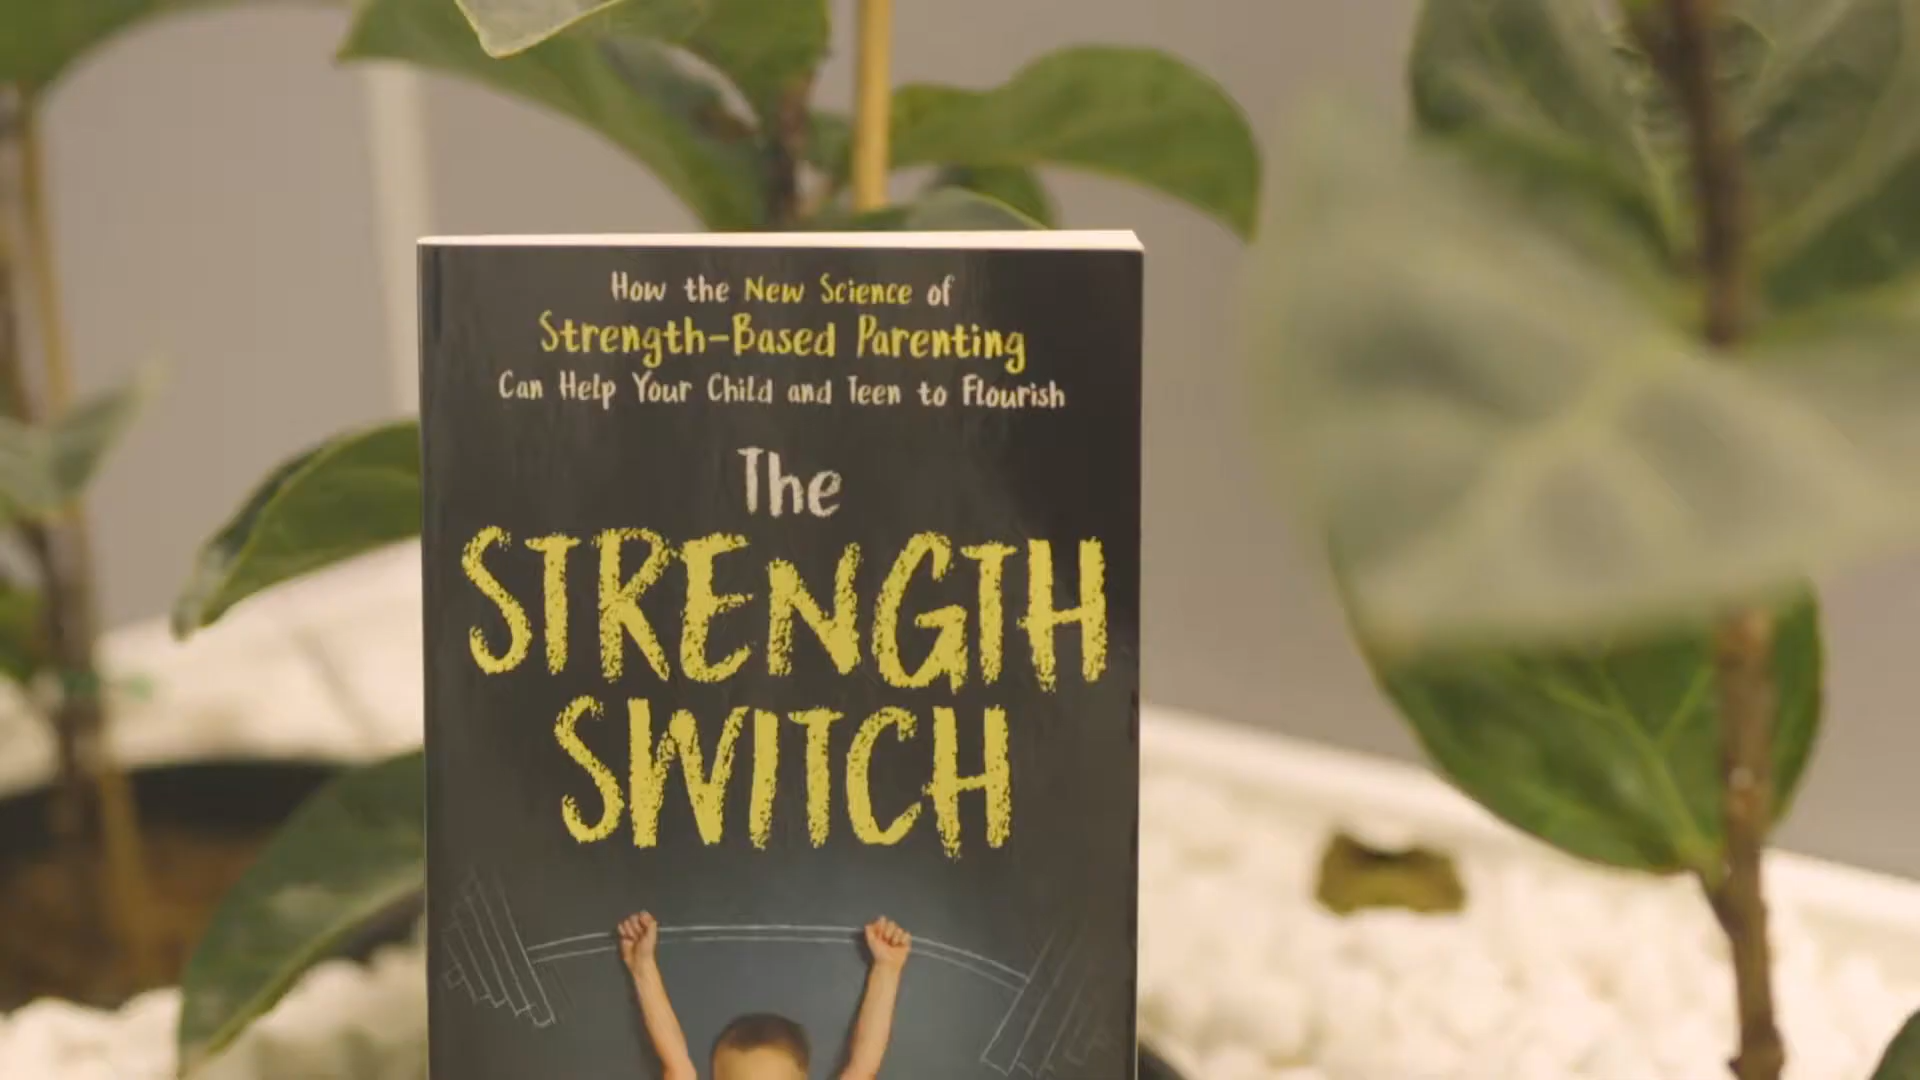 How the New Science of
Strength-Based Parenting
Can Help Your Child and Teen to Flourish
The
STRENGTH
SWITCH